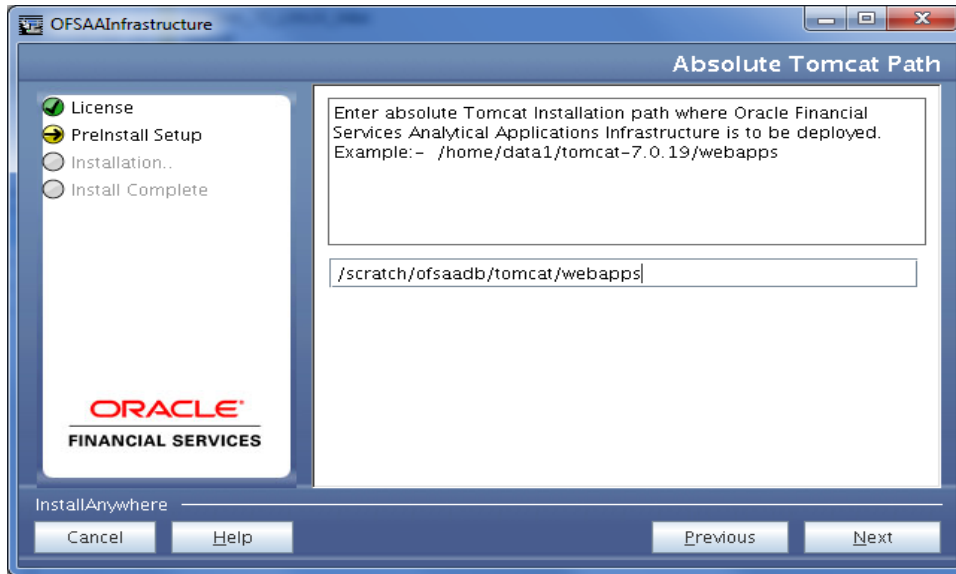 OFSAAInfrastructure
Absolute Tomcat Path
License
PreInstall Setup
Installation..
Install Complete
Enter absolute Tomcat Installation path where Oracle Financial
Services Analytical Applications Infrastructure is to be deployed.
Example:- /home/data1/tomcat-7.0.19/webapps
/scratch/ofsaadb/tomcat/webapps
ORACLE
FINANCIAL SERVICES
InstallAnywhere
Cancel
Help
Previous
Next